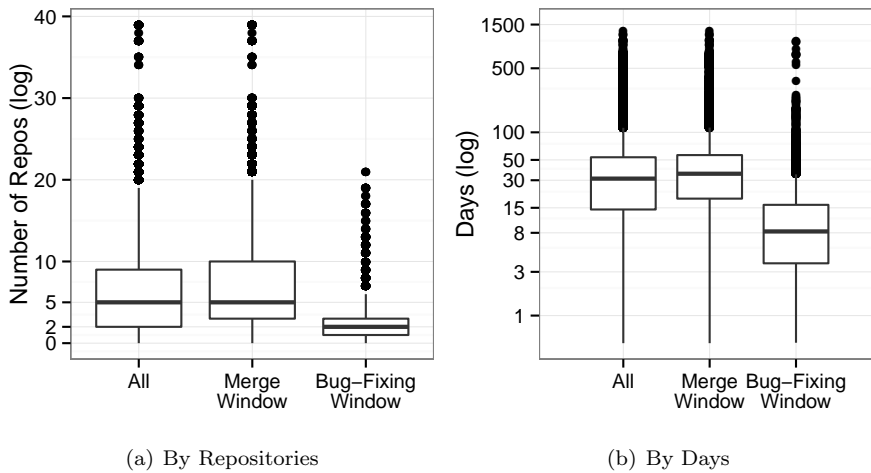 Number of Repos (log)
40
30
20
10
5
2
0
All
Merge
Window
Bug−Fixing
Window
(a) By Repositories
Days (log)
1500
500
100
50
30
15
8
3
1
All
Merge
Window
Bug−Fixing
Window
(b) By Days